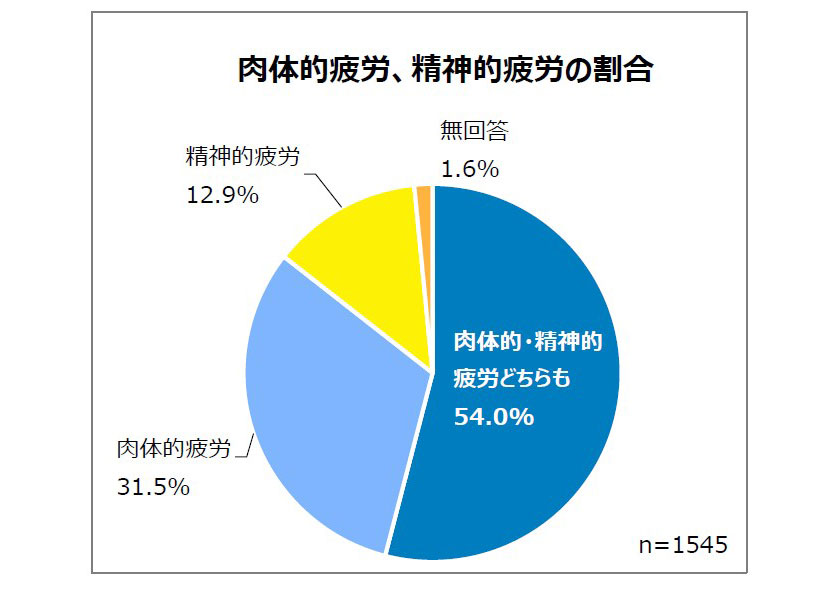 肉体的疲労、精神的疲労の割合
無回答
1.6%
精神的疲労
12.9%
肉体的・精神的
疲労どちらも
54.0%
肉体的疲労
31.5%
n=1545